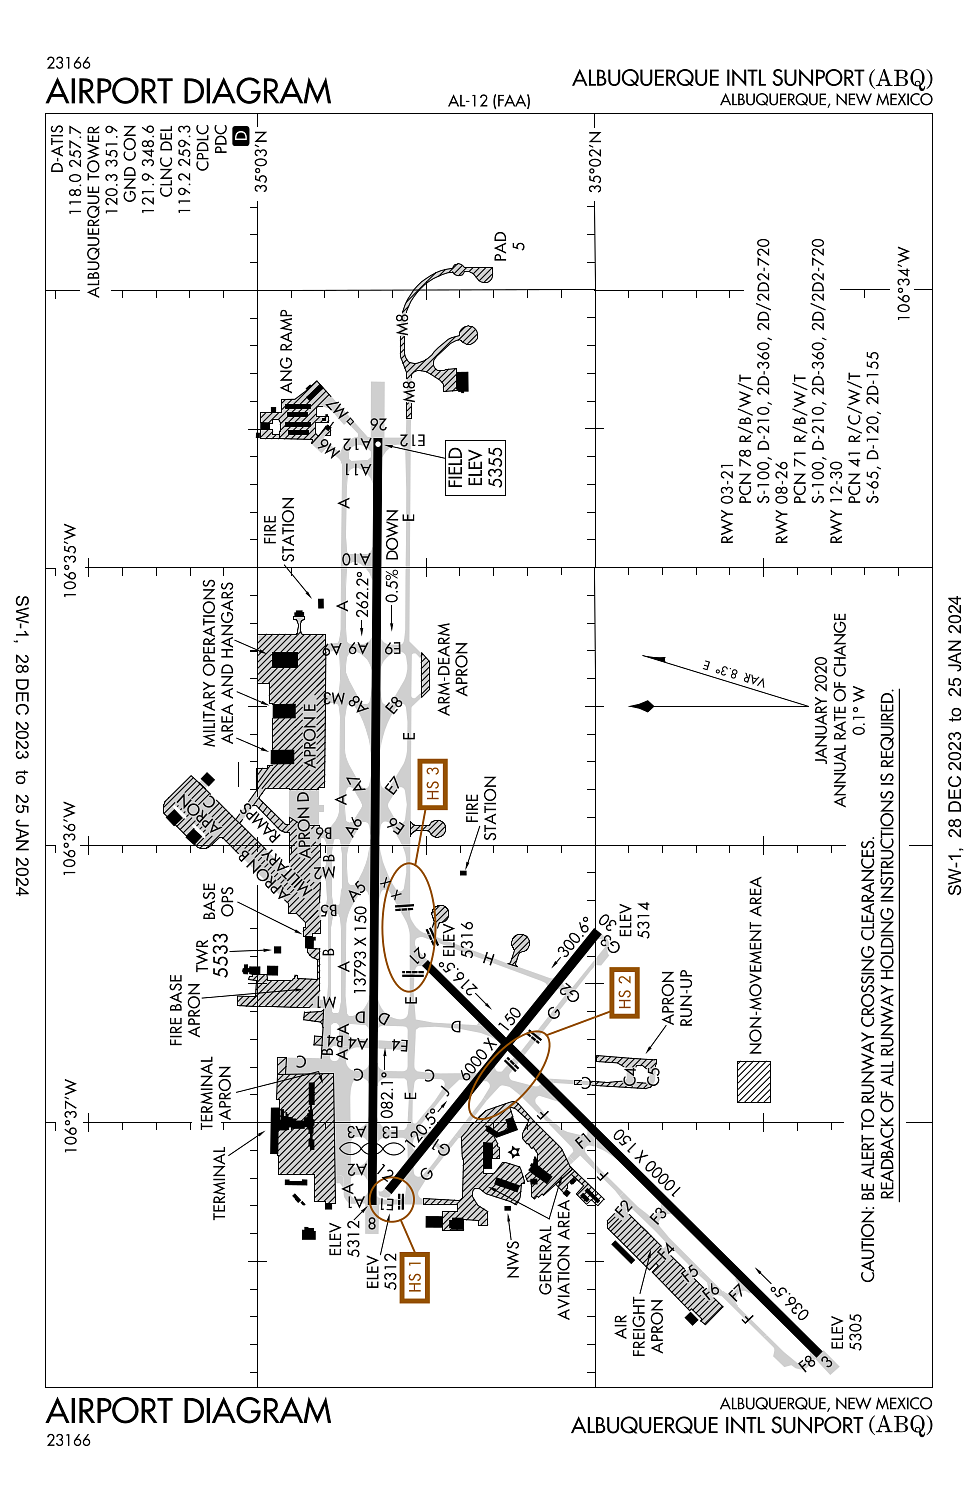 23166
AIRPORT DIAGRAM
AL-12 (FAA)
ALBUQUERQUE INTL SUNPORT (ABQ)
ALBUQUERQUE, NEW MEXICO
D-ATIS
118.0 257.7
ALBUQUERQUE TOWER
120.3 351.9
GND CON
121.9 348.6
CLNC DEL
119.2 259.3
CPDLC
PDC
D
35°03'N
35°02'N
106°34'W
106°35'W
106°36'W
106°37'W
PAD
5
M8
M8
ANG RAMP
M7
M6
26
A12
E12
A11
FIELD
ELEV
5355
A
E
FIRE
STATION
A10
262.2°
0.5% DOWN
A
MILITARY OPERATIONS
AREA AND HANGARS
A9
A9
E9
ARM-DEARM
APRON
M3
A8
E8
APRON E
E
HS 3
A
A7
E7
APRON
C
RAMPS
APRON D
B6
A6
E6
FIRE
STATION
APRON B
MILITARY
M2
B
BASE
OPS
B5
A5
X
X
TWR
5533
B
A
13793 X 150
21
ELEV
5316
216.5°
H
300.6°
30
G3
ELEV
5314
FIRE BASE
APRON
M1
E
G2
G
HS 2
D
D
D
150
6000 X
A
B4
B
A
A4
E4
APRON
RUN-UP
C
C
C
C
C4
C5
TERMINAL
APRON
082.1°
E
120.5°
TERMINAL
A3
E3
G1
G
A2
12
A
A1
E1
8
ELEV
5312
ELEV
5312
HS 1
F
F1
F
NWS
GENERAL
AVIATION AREA
10000 X 150
F2
F3
F4
F5
F6
F7
F
AIR
FREIGHT
APRON
036.5°
F8
3
ELEV
5305
RWY 03-21
PCN 78 R/B/W/T
S-100, D-210, 2D-360, 2D/2D2-720
RWY 08-26
PCN 71 R/B/W/T
S-100, D-210, 2D-360, 2D/2D2-720
RWY 12-30
PCN 41 R/C/W/T
S-65, D-120, 2D-155
VAR 8.3° E
JANUARY 2020
ANNUAL RATE OF CHANGE
0.1° W
NON-MOVEMENT AREA
CAUTION: BE ALERT TO RUNWAY CROSSING CLEARANCES.
READBACK OF ALL RUNWAY HOLDING INSTRUCTIONS IS REQUIRED.
SW-1, 28 DEC 2023 to 25 JAN 2024
SW-1, 28 DEC 2023 to 25 JAN 2024
AIRPORT DIAGRAM
23166
ALBUQUERQUE, NEW MEXICO
ALBUQUERQUE INTL SUNPORT (ABQ)